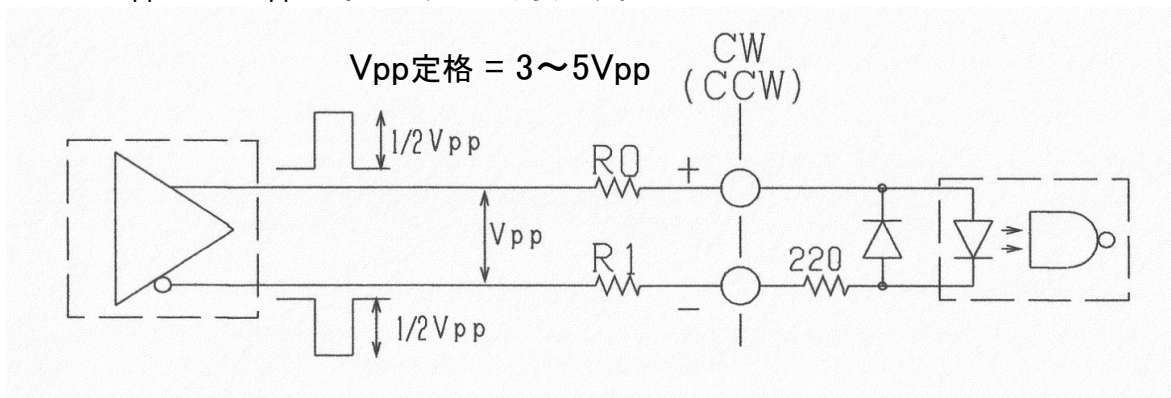 Vpp定格 = 3～5Vpp
CW
(CCW)
1/2Vpp
R0
+
Vpp
R1
220
−
1/2Vpp